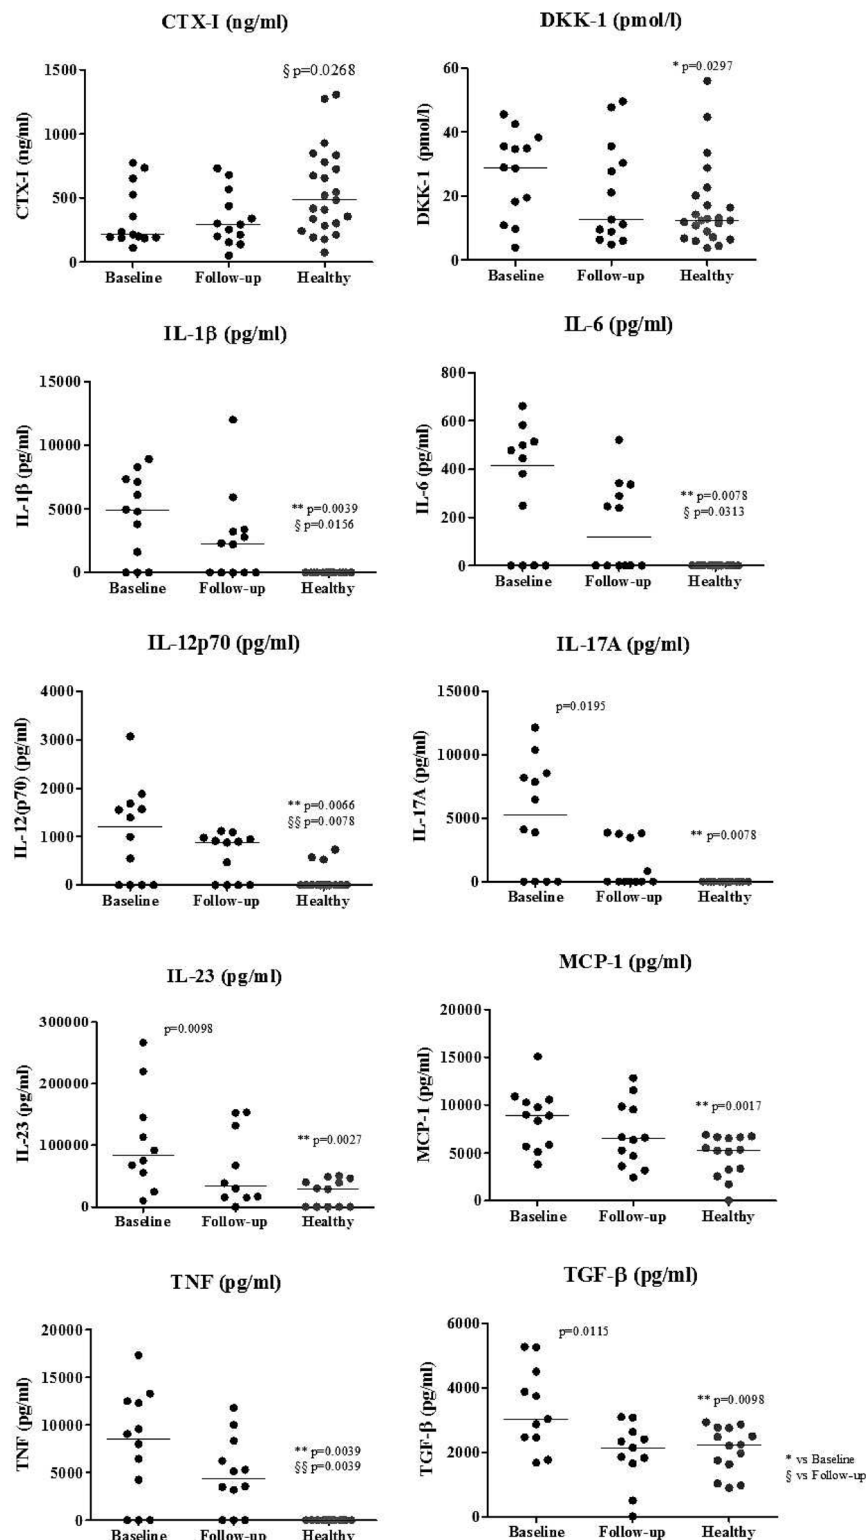 CTX-I (ng/ml)
§ p=0.0268
CTX-I (ng/ml)
1500
1000
500
0
Baseline Follow-up Healthy
DKK-1 (pmol/l)
* p=0.0297
DKK-1 (pmol/l)
60
40
20
0
Baseline Follow-up Healthy
IL-1β (pg/ml)
IL-1β (pg/ml)
15000
10000
5000
0
** p=0.0039
§ p=0.0156
Baseline Follow-up Healthy
IL-6 (pg/ml)
IL-6 (pg/ml)
800
600
400
200
0
** p=0.0078
§ p=0.0313
Baseline Follow-up Healthy
IL-12p70 (pg/ml)
IL-12(p70) (pg/ml)
4000
3000
2000
1000
0
** p=0.0066
§§ p=0.0078
Baseline Follow-up Healthy
IL-17A (pg/ml)
IL-17A (pg/ml)
15000
10000
5000
0
p=0.0195
** p=0.0078
Baseline Follow-up Healthy
IL-23 (pg/ml)
IL-23 (pg/ml)
300000
200000
100000
0
p=0.0098
** p=0.0027
Baseline Follow-up Healthy
MCP-1 (pg/ml)
MCP-1 (pg/ml)
20000
15000
10000
5000
0
** p=0.0017
Baseline Follow-up Healthy
TNF (pg/ml)
TNF (pg/ml)
20000
15000
10000
5000
0
** p=0.0039
§§ p=0.0039
Baseline Follow-up Healthy
TGF-β (pg/ml)
TGF-β (pg/ml)
6000
4000
2000
0
p=0.0115
** p=0.0098
Baseline Follow-up Healthy
* vs Baseline
§ vs Follow-up